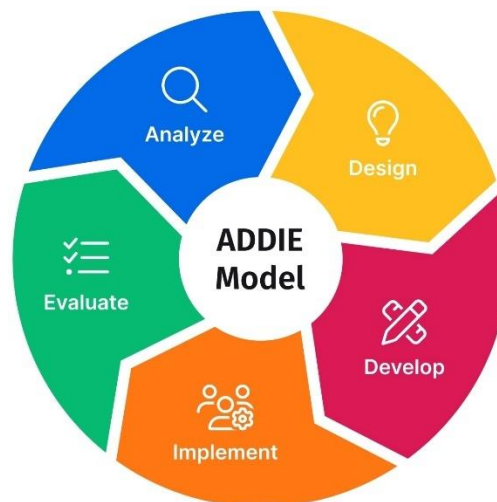 ADDIE
Model
Analyze
Design
Develop
Implement
Evaluate